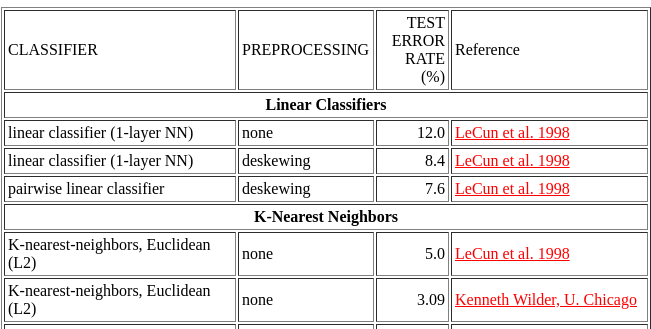 CLASSIFIER PREPROCESSING TEST ERROR RATE (%) Reference
Linear Classifiers
linear classifier (1-layer NN) none 12.0 LeCun et al. 1998
linear classifier (1-layer NN) deskewing 8.4 LeCun et al. 1998
pairwise linear classifier deskewing 7.6 LeCun et al. 1998
K-Nearest Neighbors
K-nearest-neighbors, Euclidean (L2) none 5.0 LeCun et al. 1998
K-nearest-neighbors, Euclidean (L2) none 3.09 Kenneth Wilder, U. Chicago